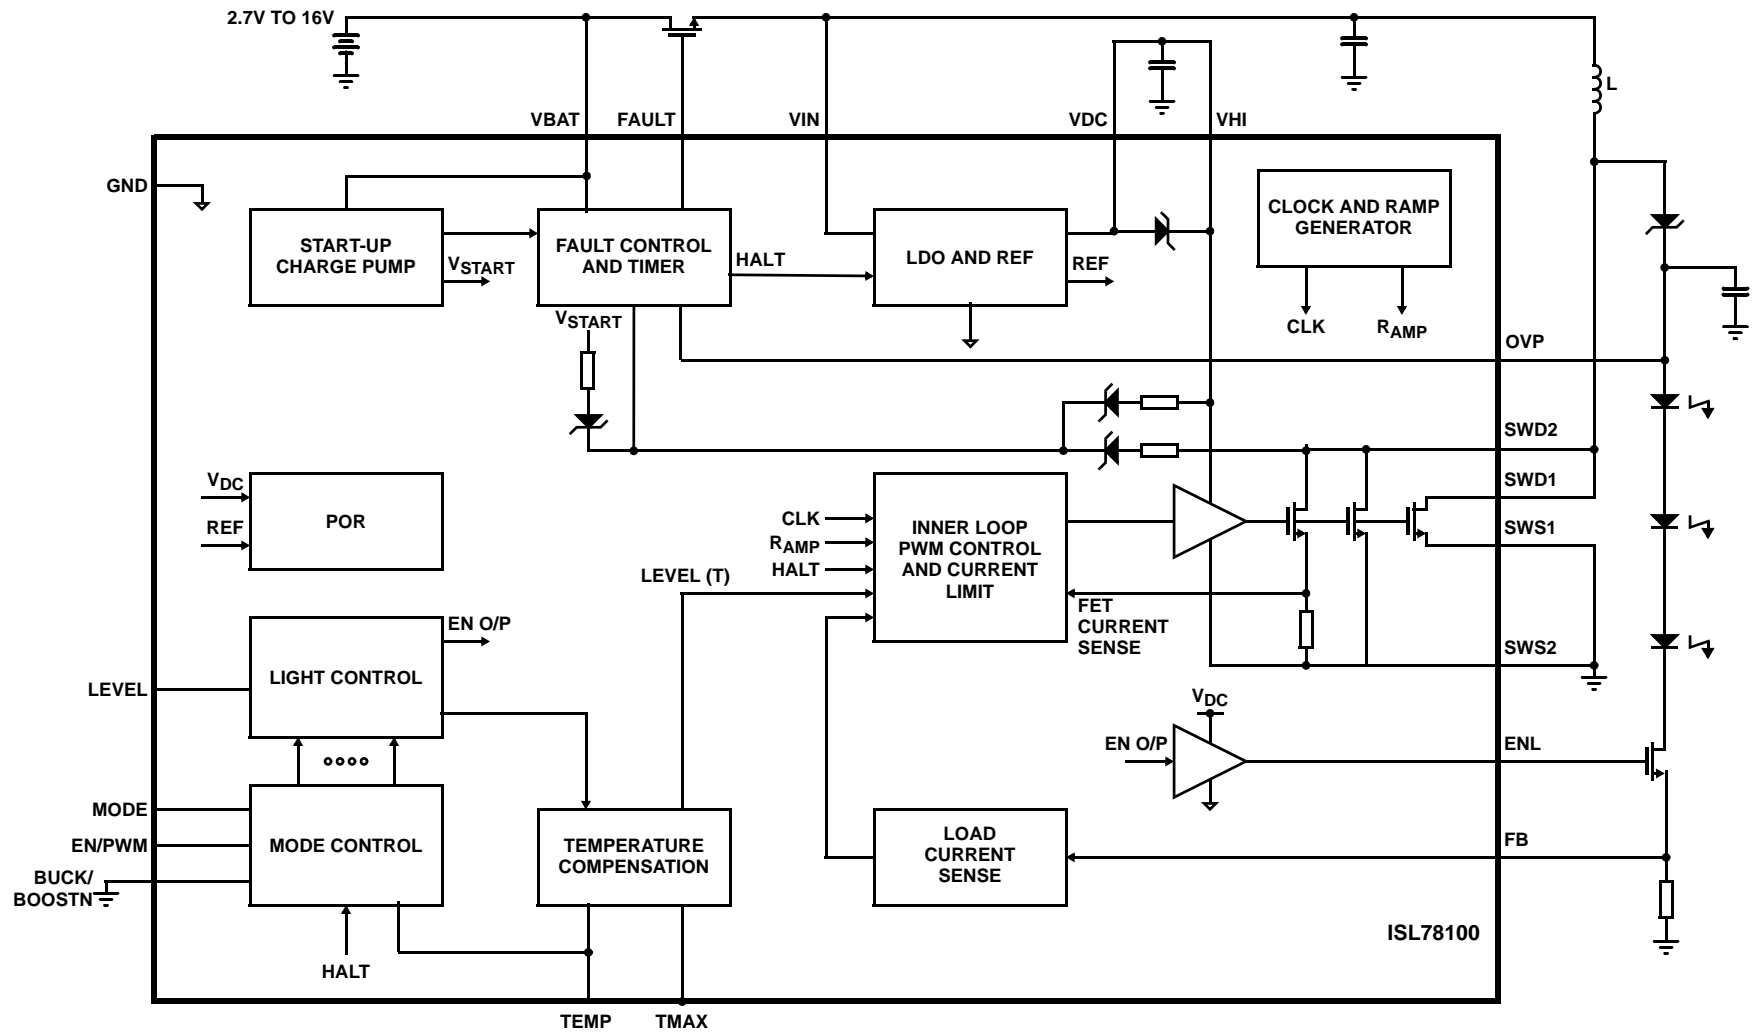 2.7V TO 16V
L
VBAT
FAULT
VIN
VDC
VHI
GND
START-UP
CHARGE PUMP
VSTART
FAULT CONTROL
AND TIMER
HALT
LDO AND REF
REF
CLOCK AND RAMP
GENERATOR
CLK
RAMP
VSTART
OVP
SWD2
SWD1
SWS1
SWS2
VDC
REF
POR
CLK
RAMP
HALT
LEVEL (T)
INNER LOOP
PWM CONTROL
AND CURRENT
LIMIT
FET
CURRENT
SENSE
EN O/P
LIGHT CONTROL
LEVEL
VDC
EN O/P
ENL
MODE
EN/PWM
BUCK/
BOOSTN
MODE CONTROL
HALT
TEMPERATURE
COMPENSATION
LOAD
CURRENT
SENSE
FB
ISL78100
TEMP
TMAX